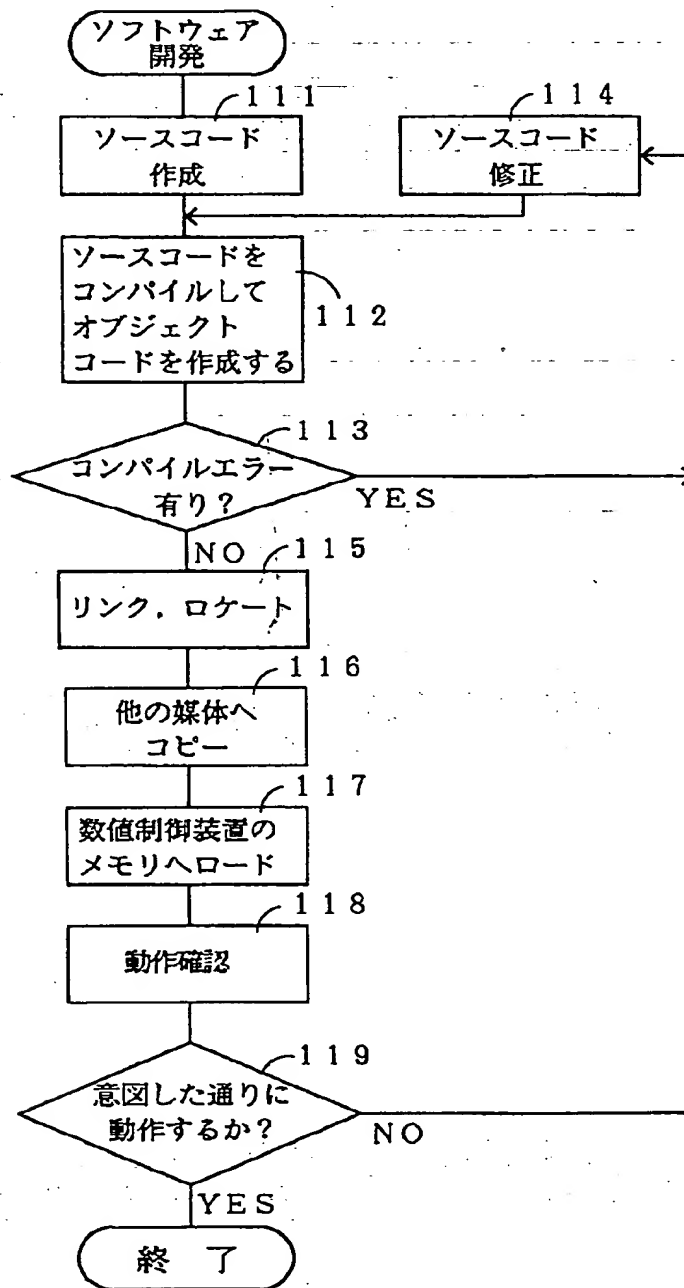 ソフトウェア
開発
111
ソースコード
作成
114
ソースコード
修正
ソースコードを
コンパイルして
オブジェクト
コードを作成する
112
113
コンパイルエラー
有り?
YES
NO
115
リンク,ロケート
116
他の媒体へ
コピー
117
数値制御装置の
メモリへロード
118
動作確認
119
意図した通りに
動作するか?
NO
YES
終了